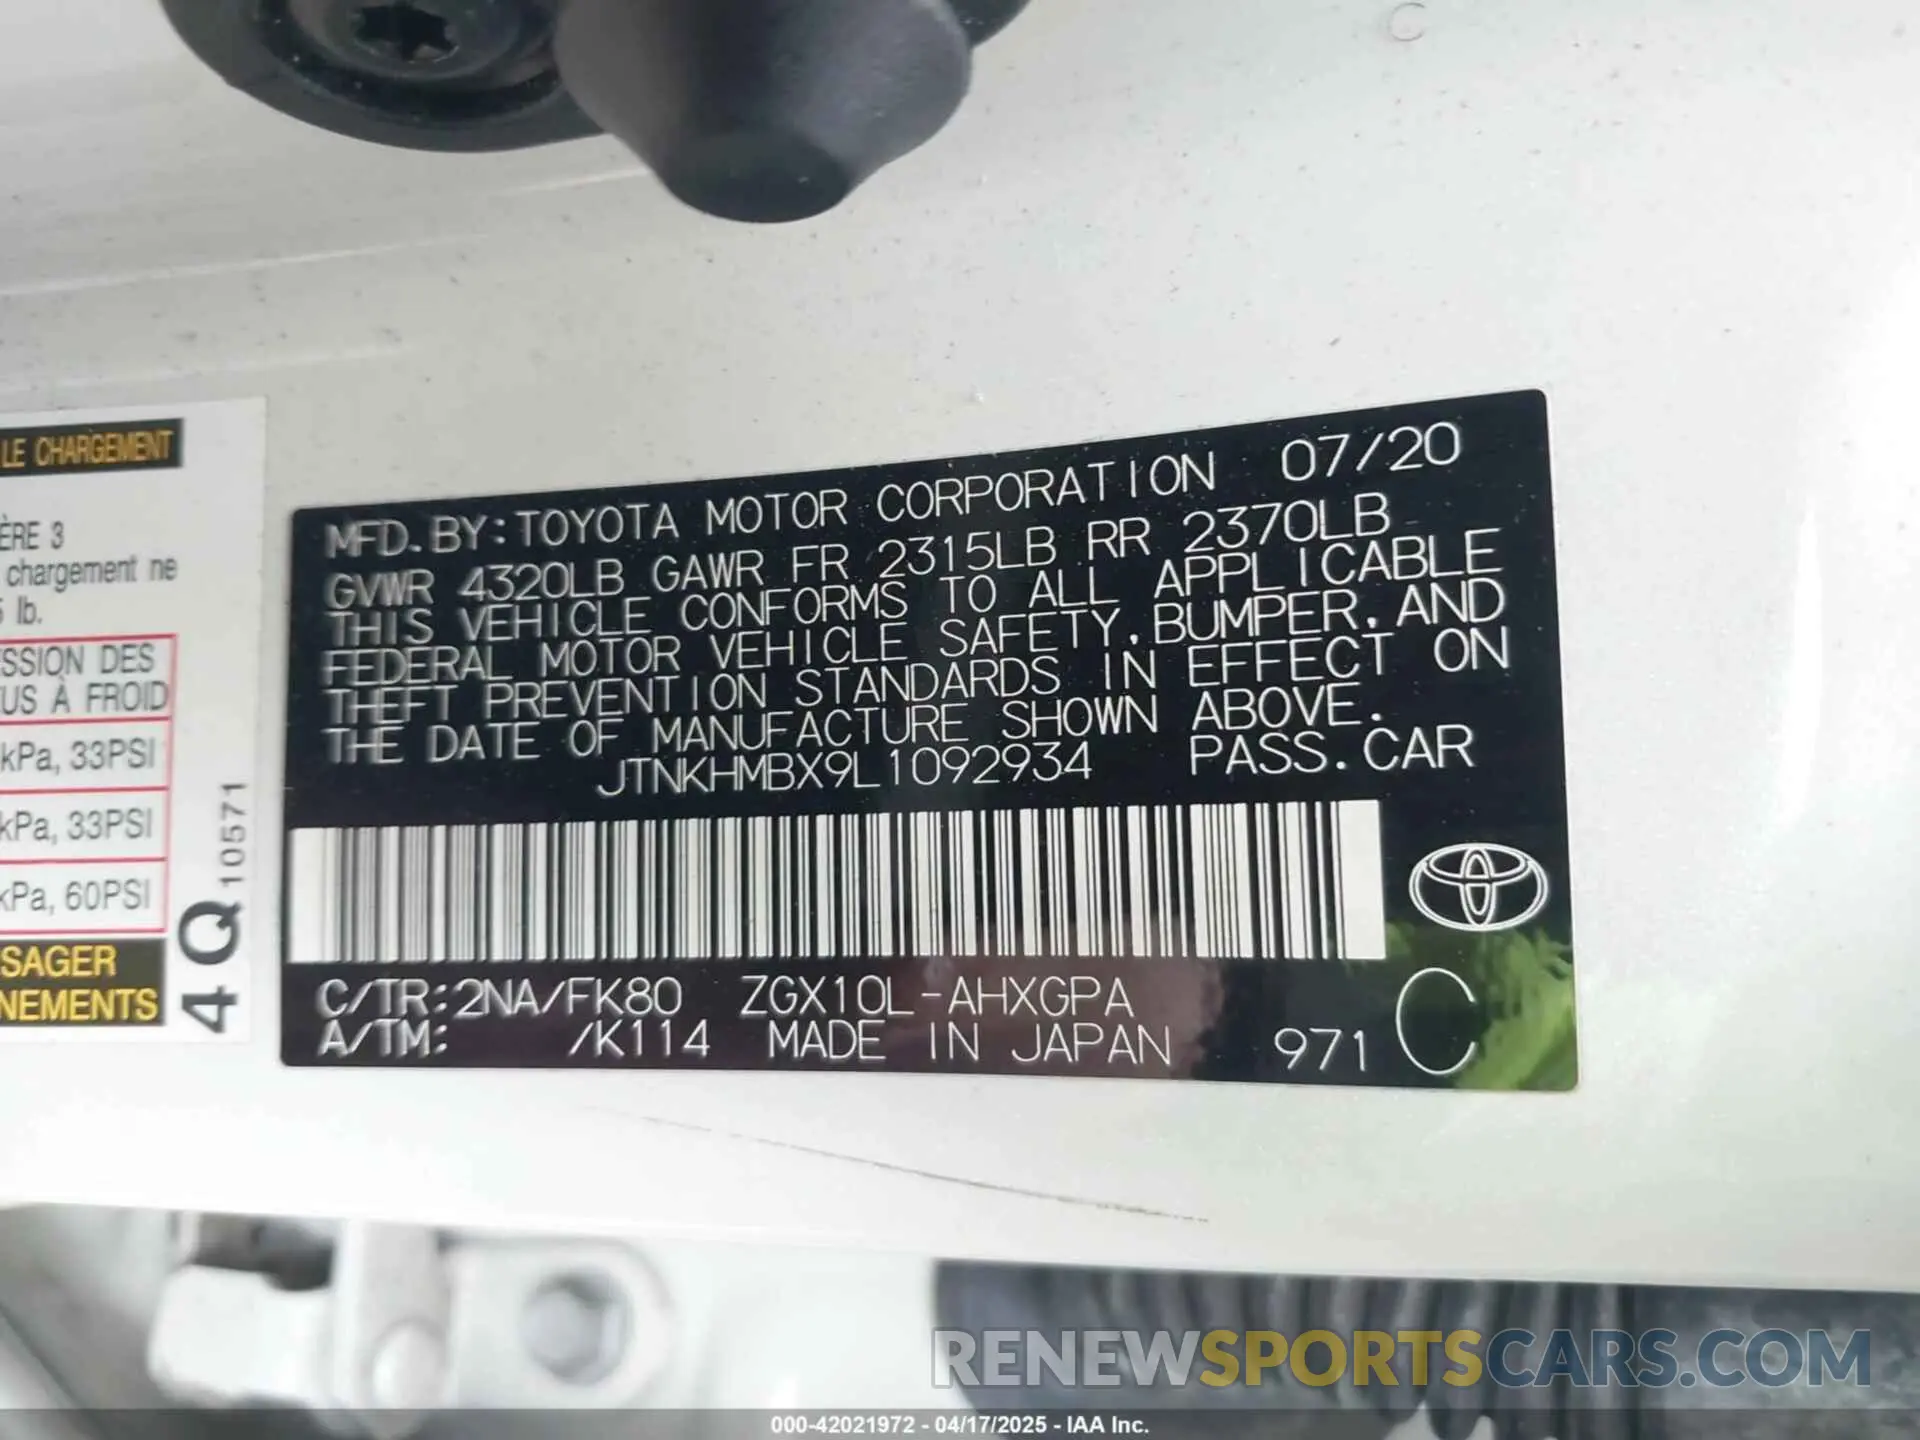 LE CHARGEMENT
ÈRE 3
chargement ne
lb.
SSION DES
US À FROID
kPa, 33PSI
kPa, 33PSI
kPa, 60PSI
SAGER
NEMENTS
4Q10571
MFD. BY: TOYOTA MOTOR CORPORATION 07/20
GVWR 4320LB GAWR FR 2315LB RR 2370LB
THIS VEHICLE CONFORMS TO ALL APPLICABLE
FEDERAL MOTOR VEHICLE SAFETY, BUMPER, AND
THEFT PREVENTION STANDARDS IN EFFECT ON
THE DATE OF MANUFACTURE SHOWN ABOVE.
JTNKHMBX9L1092934 PASS. CAR
C/TR: 2NA/FK80 ZGX10L-AHXGPA
A/TM: /K114 MADE IN JAPAN 971 C
RENEWSPORTSCARS.COM
000-42021972 - 04/17/2025 - IAA Inc.